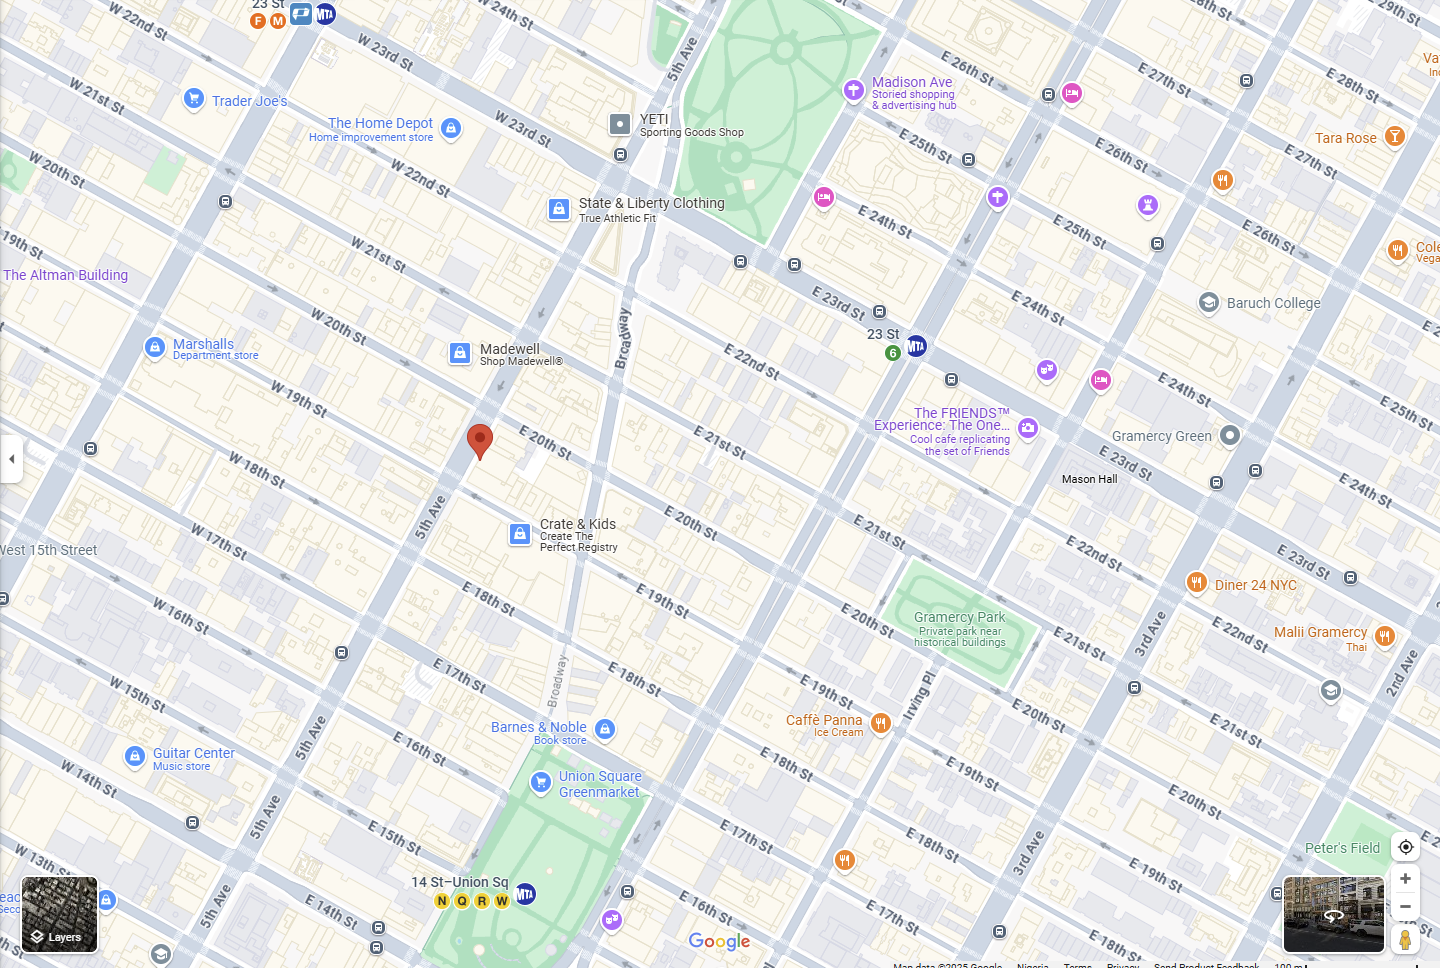 23 St
F M
MTA
W 24th St
E 28th St
29th St
W 23rd St
5th Ave
E 26th St
E 27th St
E 28th St
W 21st St
Trader Joe's
Madison Ave
Storied shopping
& advertising hub
The Home Depot
Home improvement store
W 23rd St
YETI
Sporting Goods Shop
Tara Rose
W 20th St
W 22nd St
E 25th St
E 26th St
E 27th St
State & Liberty Clothing
True Athletic Fit
E 24th St
E 25th St
E 26th St
19th St
W 21st St
The Altman Building
E 23rd St
E 24th St
Baruch College
W 20th St
Broadway
23 St
MTA
6
Marshalls
Department store
Madewell
Shop Madewell®
E 22nd St
W 19th St
E 24th St
The FRIENDS™
Experience: The One...
Cool cafe replicating
the set of Friends
E 25th St
Gramercy Green
W 18th St
E 20th St
E 21st St
E 23rd St
Mason Hall
5th Ave
Crate & Kids
Create The
Perfect Registry
E 20th St
E 21st St
West 15th Street
W 17th St
E 22nd St
E 23rd St
Diner 24 NYC
W 16th St
E 18th St
E 19th St
E 20th St
Gramercy Park
Private park near
historical buildings
E 21st St
3rd Ave
E 22nd St
Malii Gramercy
Thai
2nd Ave
W 15th St
E 17th St
Broadway
E 18th St
E 19th St
Irving Pl
E 20th St
E 21st St
Barnes & Noble
Book store
Caffè Panna
Ice Cream
5th Ave
Guitar Center
Music store
E 16th St
Union Square
Greenmarket
E 18th St
E 19th St
W 14th St
E 20th St
5th Ave
E 15th St
E 17th St
E 18th St
3rd Ave
Peter's Field
W 13th St
14 St–Union Sq
N Q R W
MTA
5th Ave
E 14th St
E 16th St
E 18th St
Layers
Google
Map data ©2025 Google
Nigeria
Terms
Privacy
Send Product Feedback
100 m